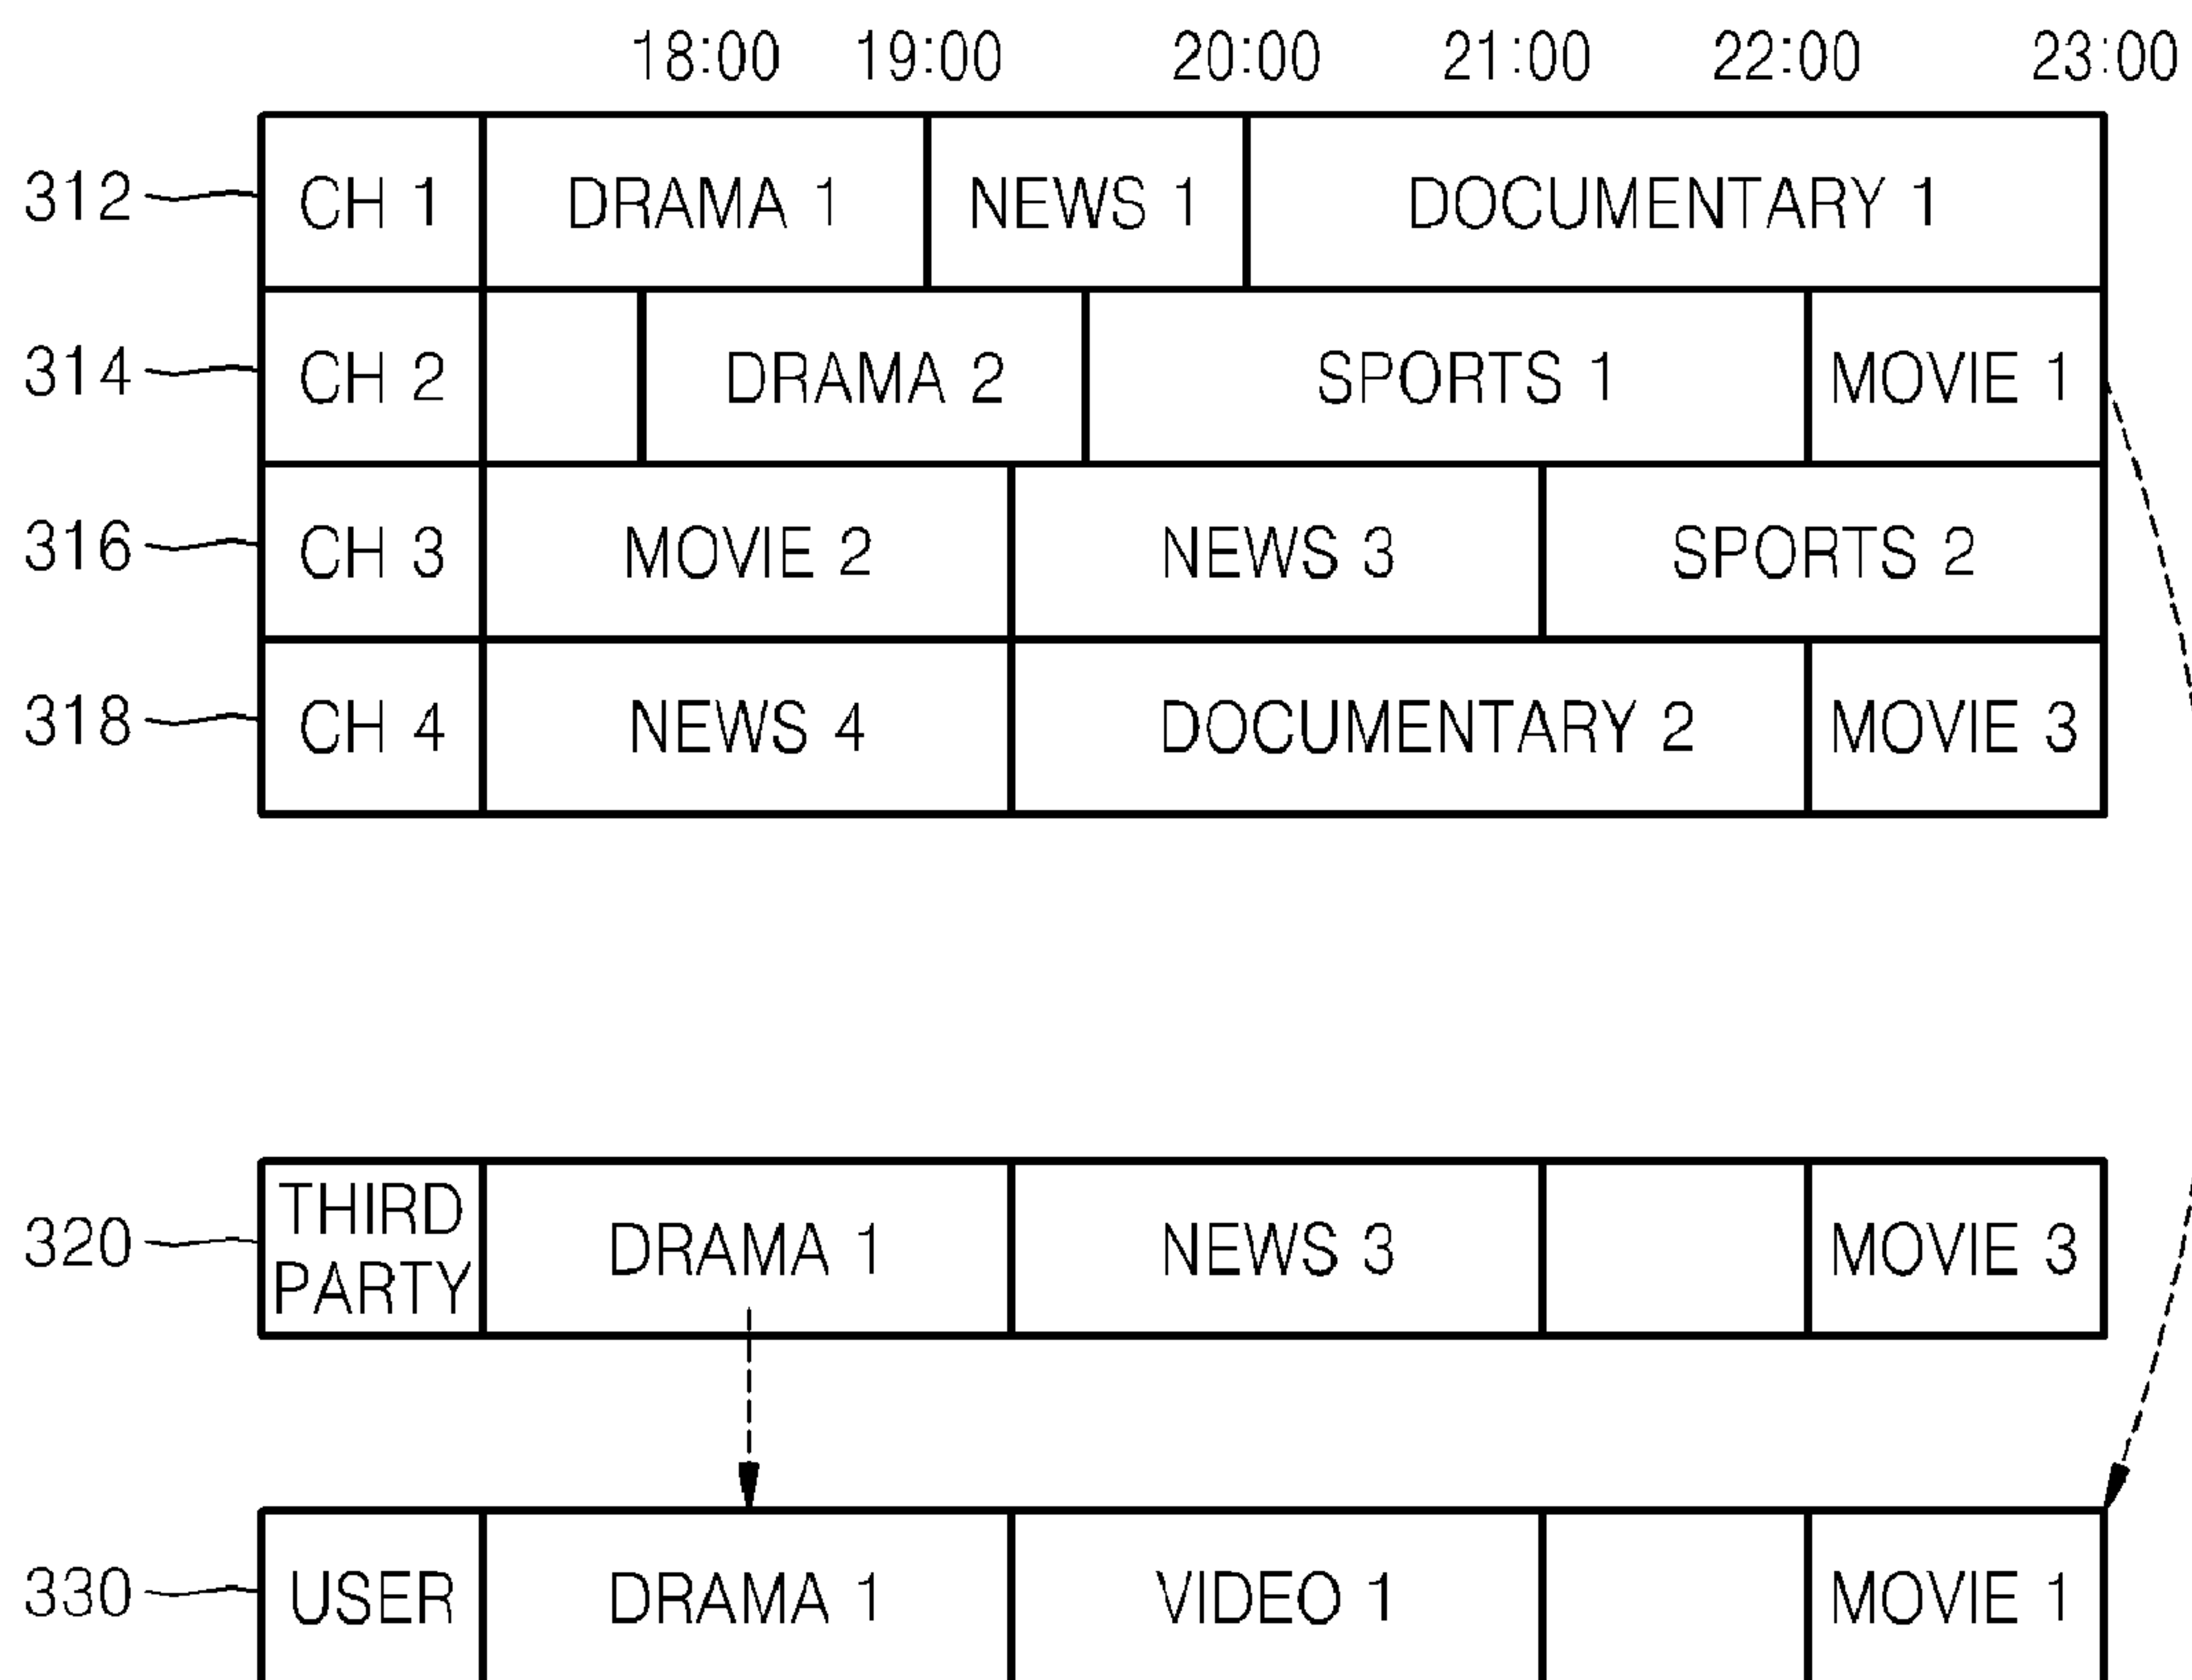 18:00 19:00 20:00 21:00 22:00 23:00
312 CH 1 DRAMA 1 NEWS 1 DOCUMENTARY 1
314 CH 2 DRAMA 2 SPORTS 1 MOVIE 1
316 CH 3 MOVIE 2 NEWS 3 SPORTS 2
318 CH 4 NEWS 4 DOCUMENTARY 2 MOVIE 3
320 THIRD PARTY DRAMA 1 NEWS 3 MOVIE 3
330 USER DRAMA 1 VIDEO 1 MOVIE 1